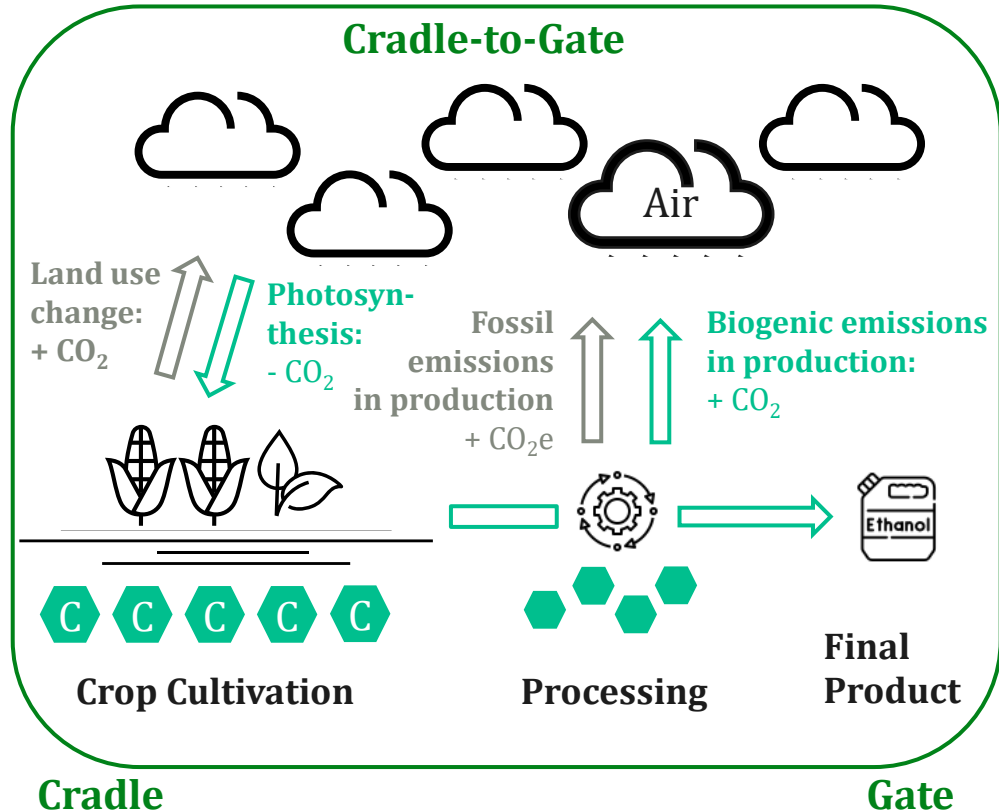 Cradle-to-Gate
Air
Land use
change:
+ CO₂
Photosyn-
thesis:
- CO₂
Fossil
emissions
in production
+ CO₂e
Biogenic emissions
in production:
+ CO₂
Ethanol
C C C C C
Crop Cultivation
Processing
Final
Product
Cradle
Gate